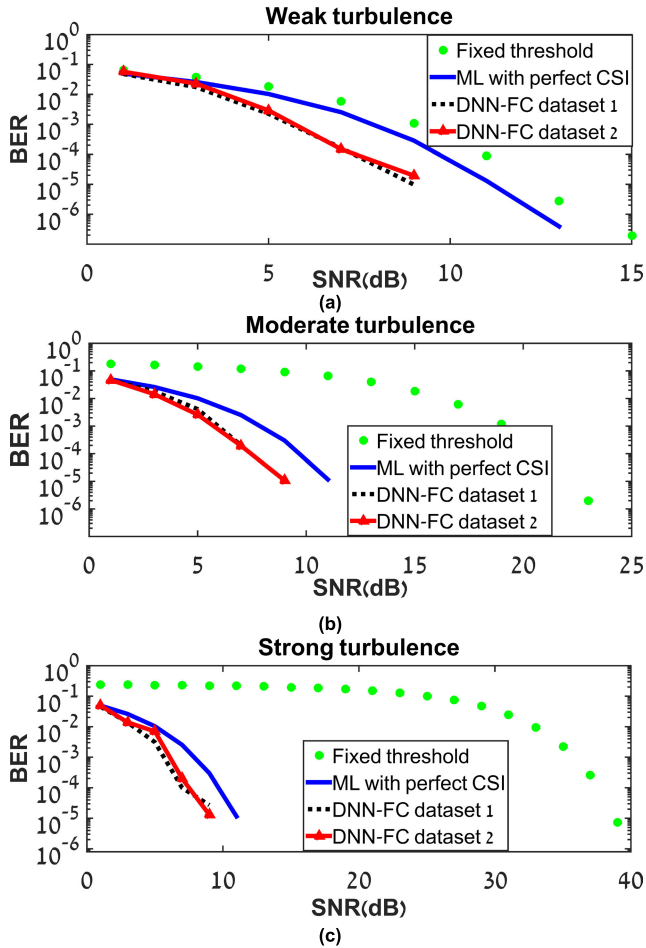 Weak turbulence
10^0
10^-1
10^-2
10^-3
10^-4
10^-5
10^-6
BER
Fixed threshold
ML with perfect CSI
DNN-FC dataset 1
DNN-FC dataset 2
0 5 10 15
SNR(dB)
(a)
Moderate turbulence
10^0
10^-1
10^-2
10^-3
10^-4
10^-5
10^-6
BER
Fixed threshold
ML with perfect CSI
DNN-FC dataset 1
DNN-FC dataset 2
0 5 10 15 20 25
SNR(dB)
(b)
Strong turbulence
10^0
10^-1
10^-2
10^-3
10^-4
10^-5
10^-6
BER
Fixed threshold
ML with perfect CSI
DNN-FC dataset 1
DNN-FC dataset 2
0 10 20 30 40
SNR(dB)
(c)